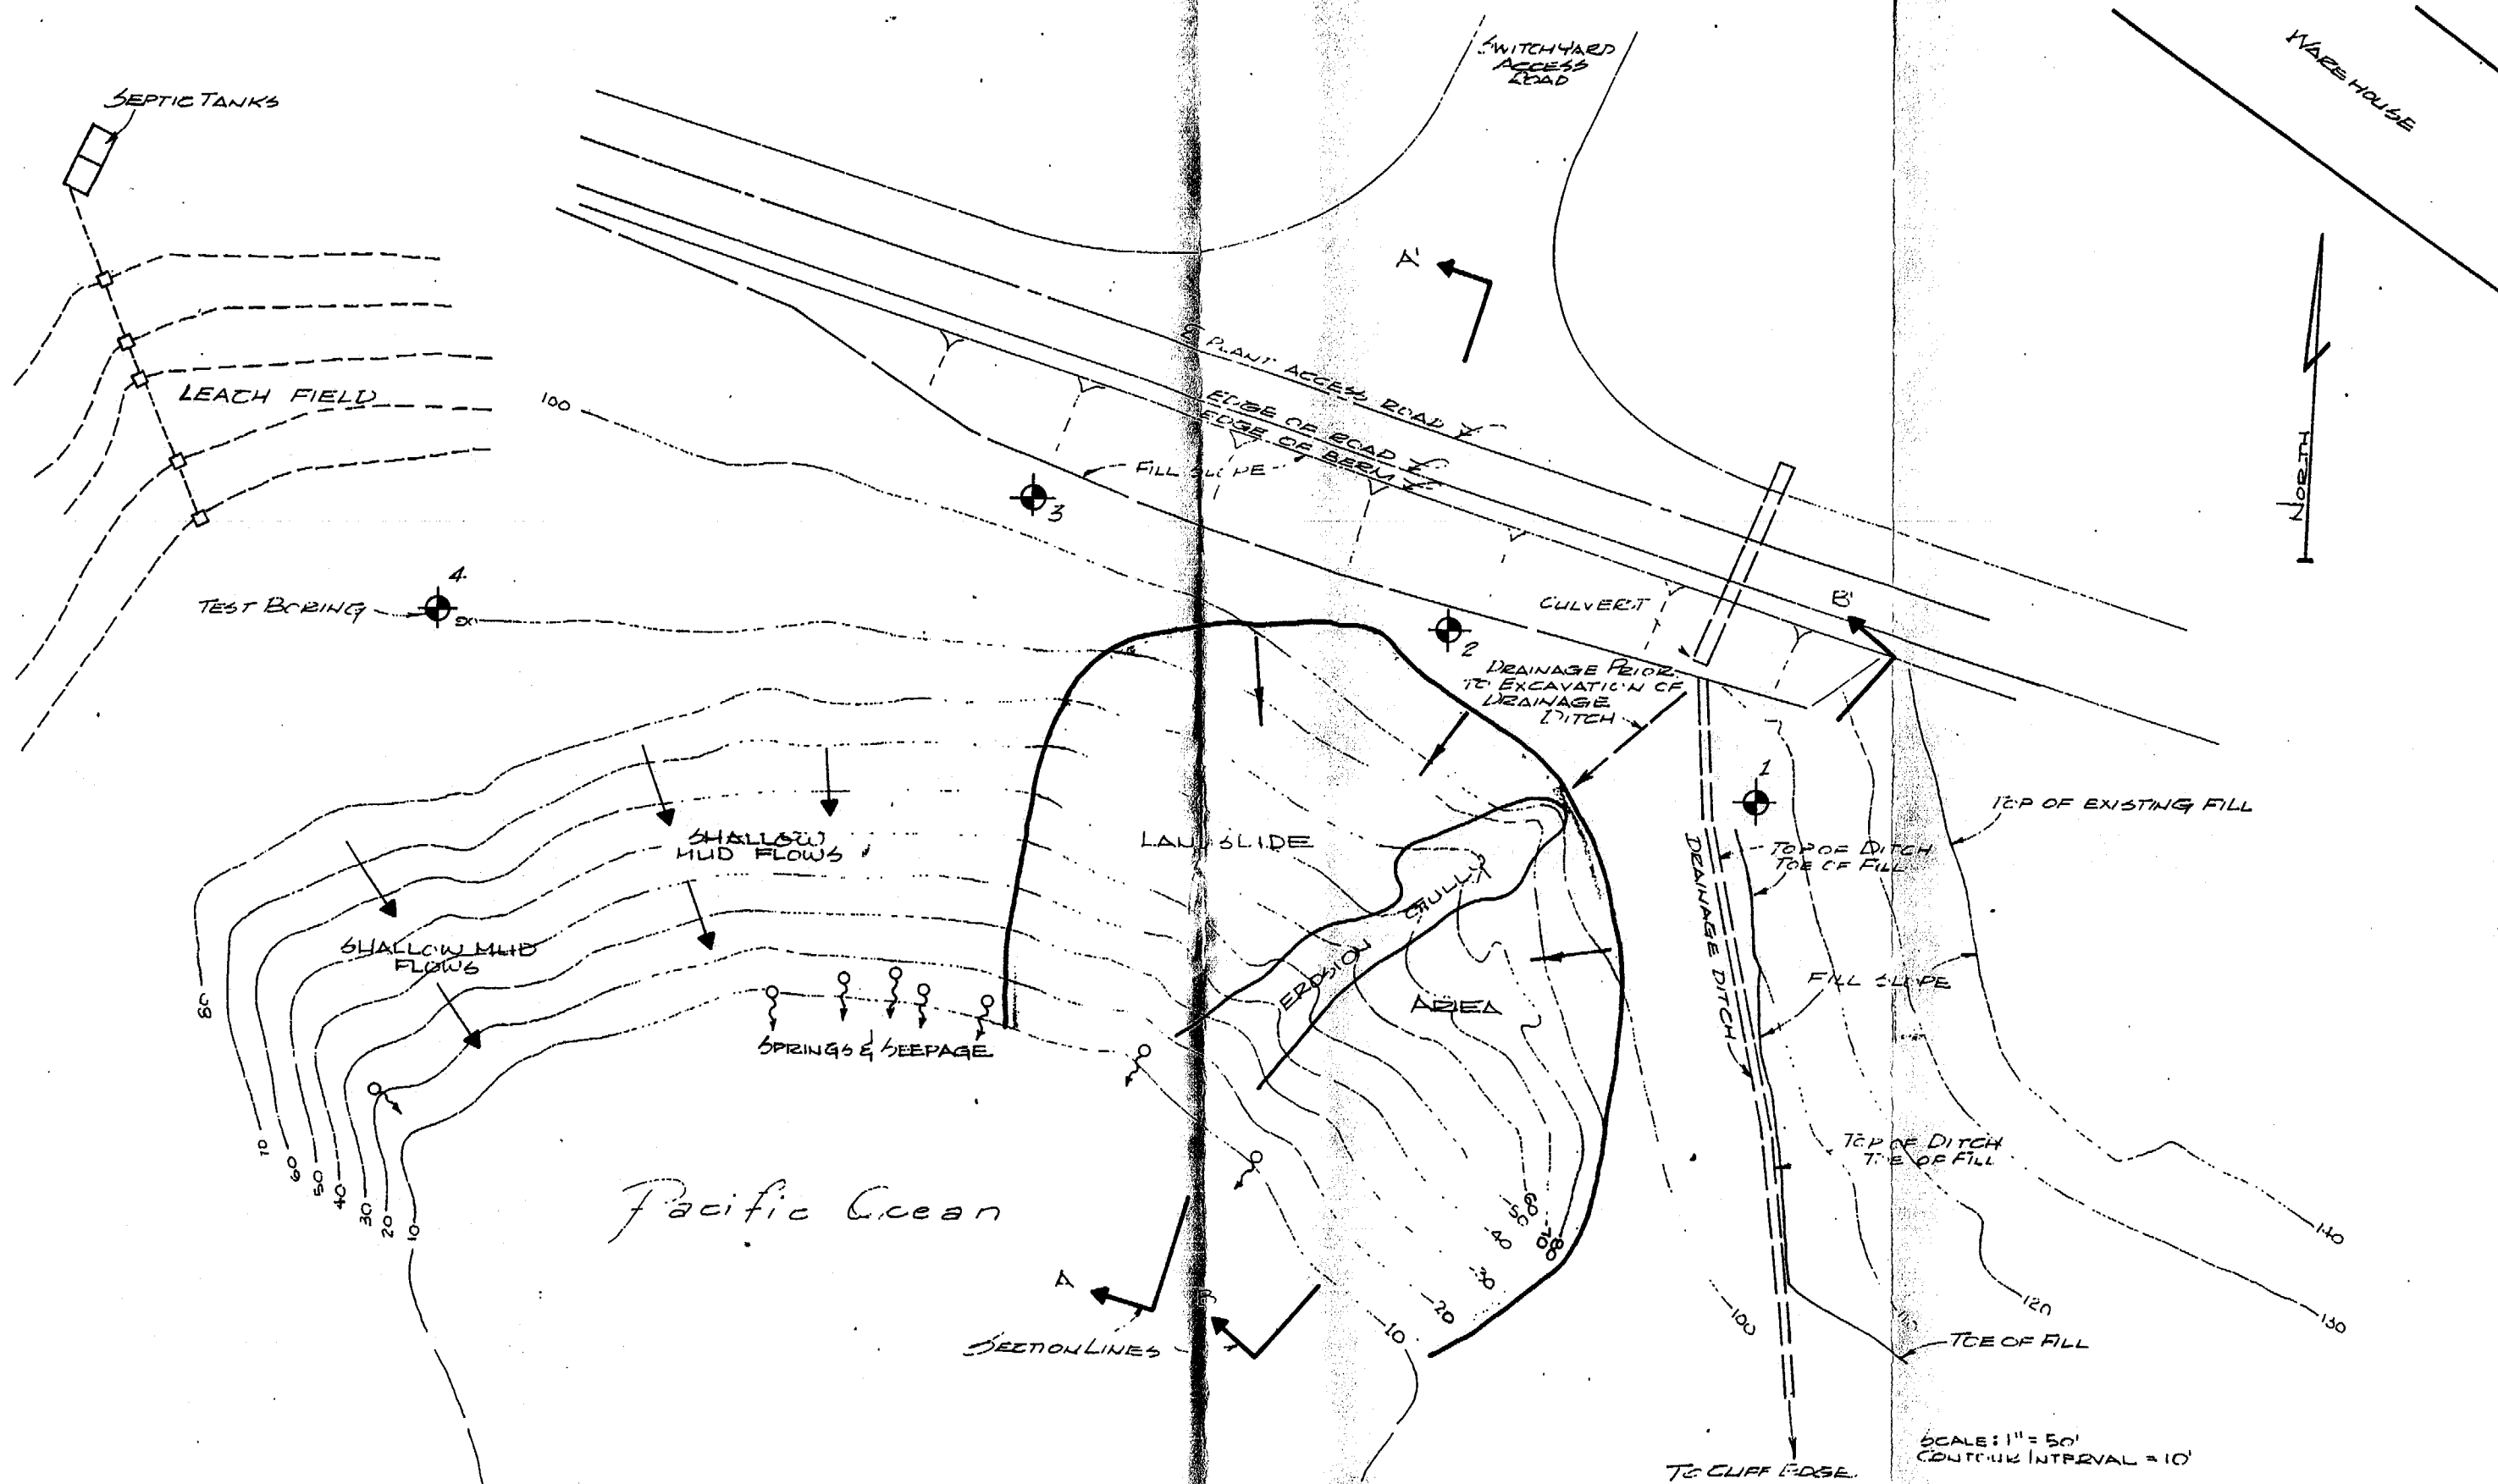 SWITCHYARD
ACCESS
ROAD
WAREHOUSE
SEPTIC TANKS
A'
NORTH
PLANT ACCESS ROAD
EDGE OF ROAD
EDGE OF BERM
LEACH FIELD
100
FILL SLOPE
3
4
TEST BORING
90
CULVERT
B'
2
DRAINAGE PRIOR
TO EXCAVATION OF
DRAINAGE
DITCH
1
TOP OF EXISTING FILL
SHALLOW
MUD FLOWS
LANDSLIDE
TOP OF DITCH
TOE OF FILL
DRAINAGE DITCH
GULLY
EROSION
SHALLOW MUD
FLOWS
FILL SLOPE
AREA
80
SPRINGS & SEEPAGE
70
60
50
40
30
20
10
TOP OF DITCH
TOE OF FILL
Pacific Ocean
60
50
40
30
70
80
20
10
140
A
B
SECTION LINES
100
110
120
130
TOE OF FILL
SCALE: 1" = 50'
CONTOUR INTERVAL = 10'
TO CLIFF EDGE